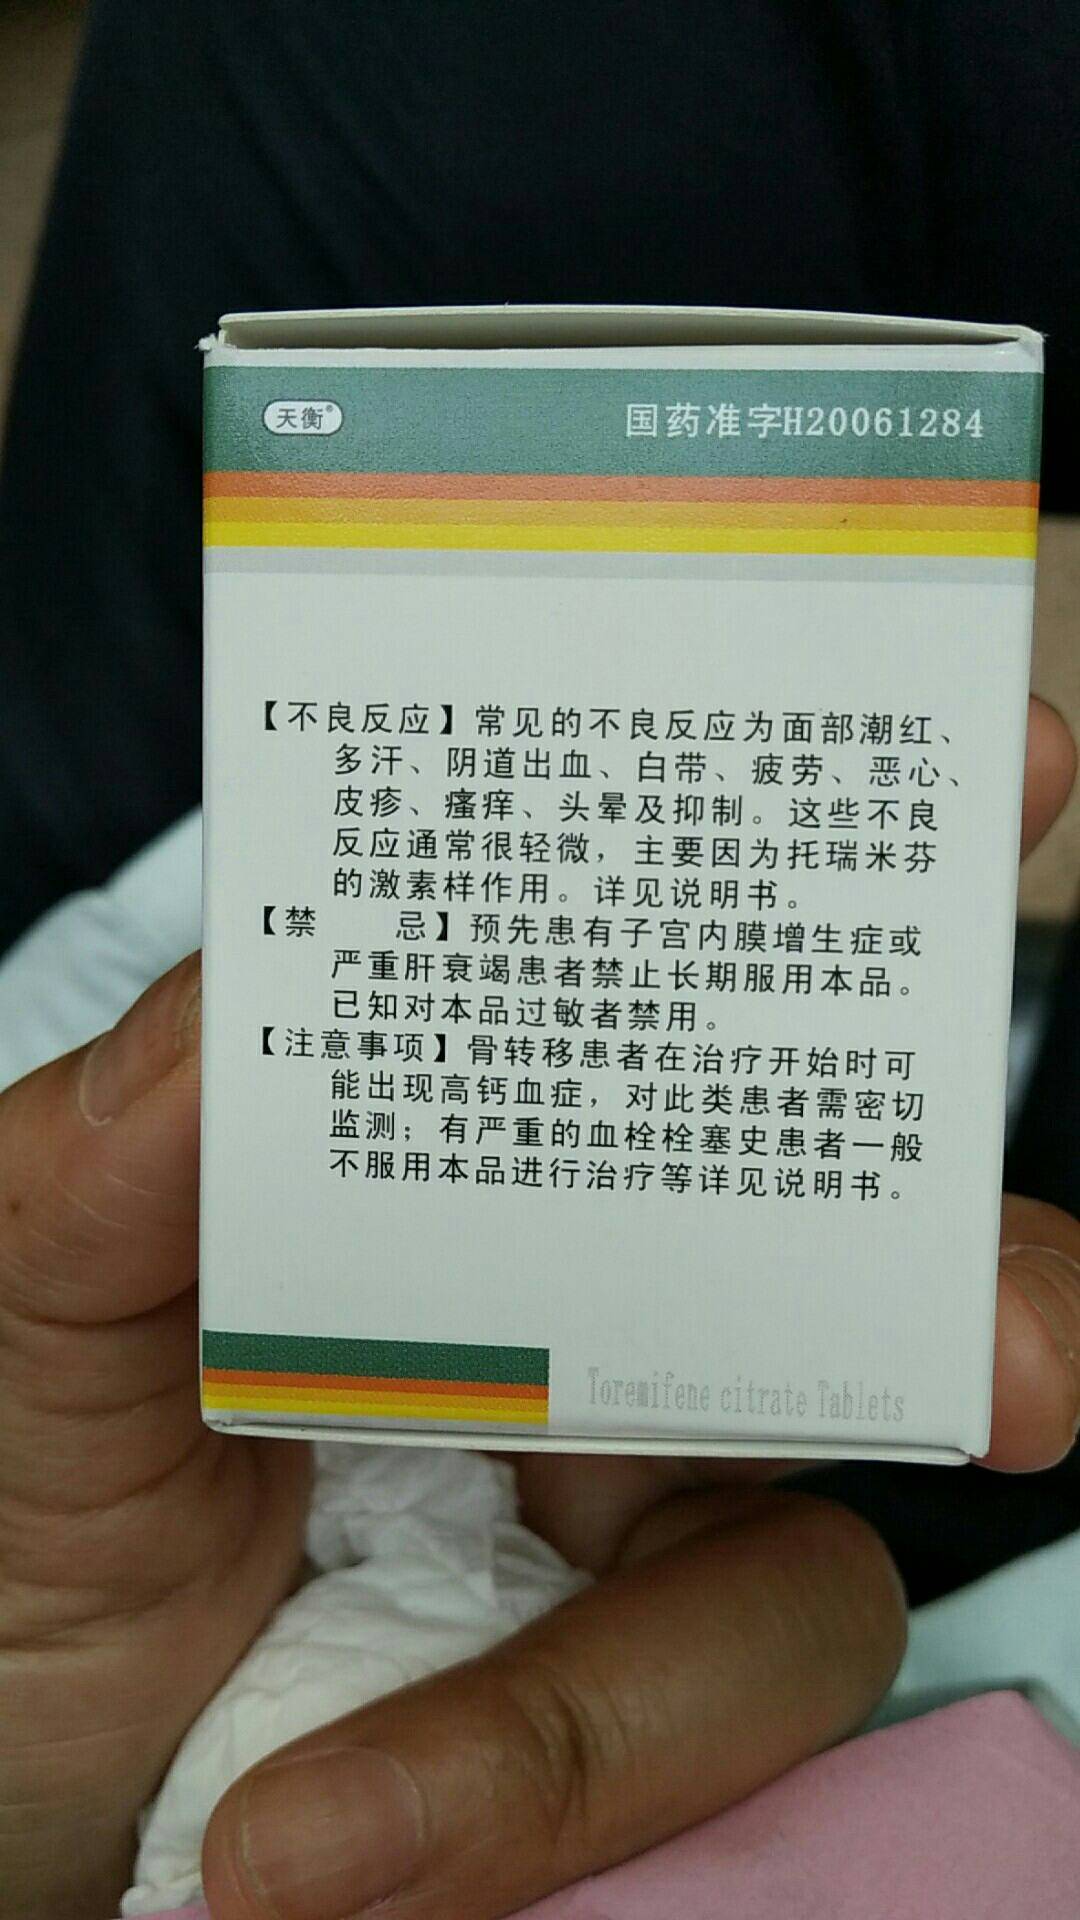 天衡®
国药准字H20061284
【不良反应】常见的不良反应为面部潮红、
多汗、阴道出血、白带、疲劳、恶心、
皮疹、瘙痒、头晕及抑制。这些不良
反应通常很轻微，主要因为托瑞米芬
的激素样作用。详见说明书。
【禁 忌】预先患有子宫内膜增生症或
严重肝衰竭患者禁止长期服用本品。
已知对本品过敏者禁用。
【注意事项】骨转移患者在治疗开始时可
能出现高钙血症，对此类患者需密切
监测；有严重的血栓栓塞史患者一般
不服用本品进行治疗等详见说明书。
Toremifene citrate Tablets